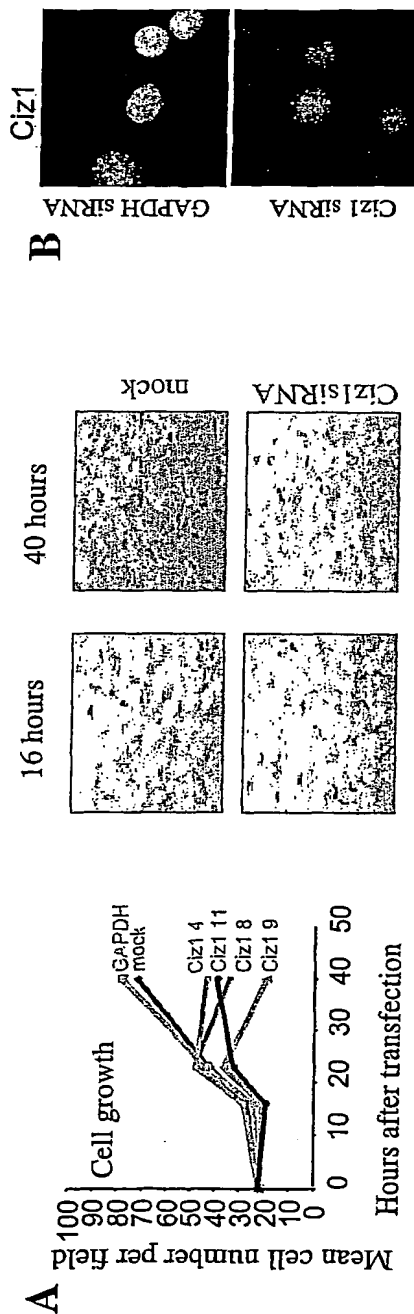 A
Cell growth
Mean cell number per field
100
90
80
70
60
50
40
30
20
10
0
0 10 20 30 40 50
Hours after transfection
GAPDH
mock
Ciz1 4
Ciz1 11
Ciz1 8
Ciz1 9
16 hours
40 hours
mock
Ciz1siRNA
B
Ciz1
GAPDH siRNA
Ciz1 siRNA